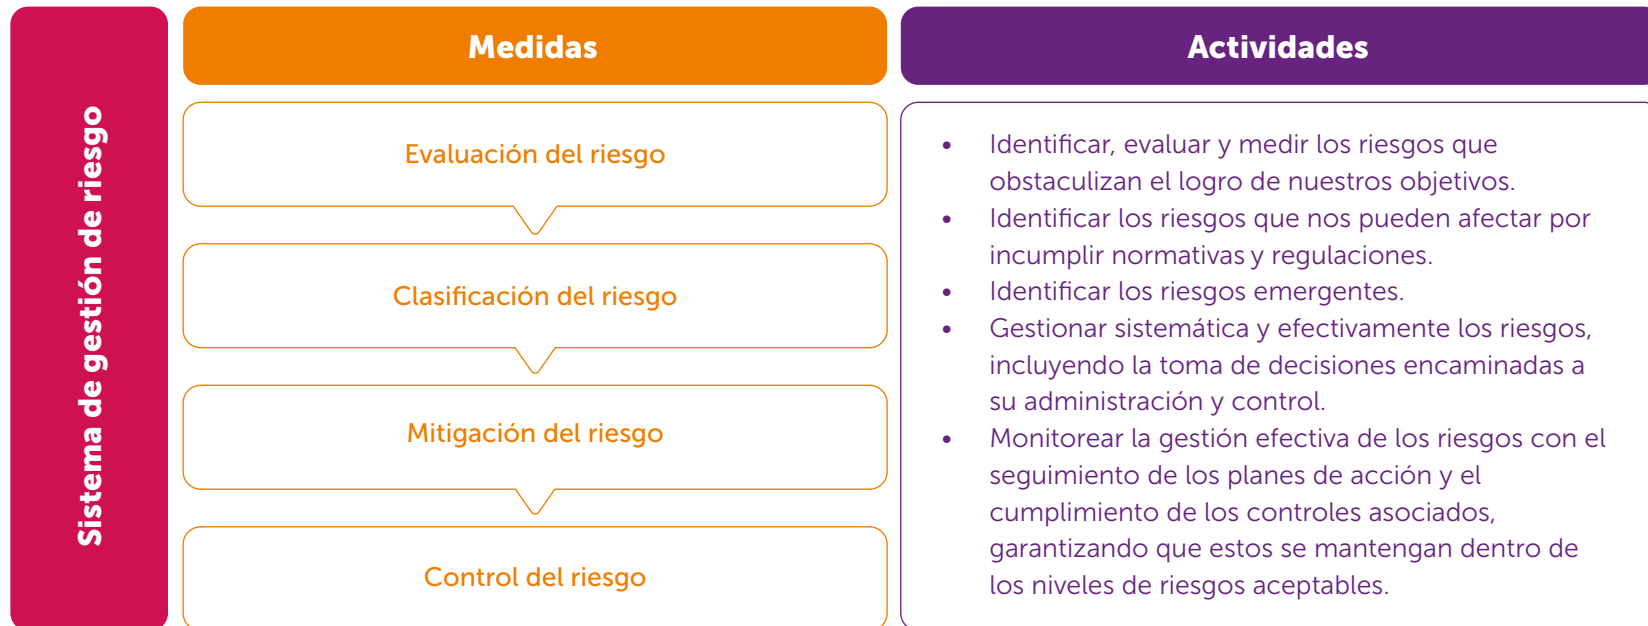 Sistema de gestión de riesgo
Medidas
Evaluación del riesgo
Clasificación del riesgo
Mitigación del riesgo
Control del riesgo
Actividades
• Identificar, evaluar y medir los riesgos que
obstaculizan el logro de nuestros objetivos.
• Identificar los riesgos que nos pueden afectar por
incumplir normativas y regulaciones.
• Identificar los riesgos emergentes.
• Gestionar sistemática y efectivamente los riesgos,
incluyendo la toma de decisiones encaminadas a
su administración y control.
• Monitorear la gestión efectiva de los riesgos con el
seguimiento de los planes de acción y el
cumplimiento de los controles asociados,
garantizando que estos se mantengan dentro de
los niveles de riesgos aceptables.